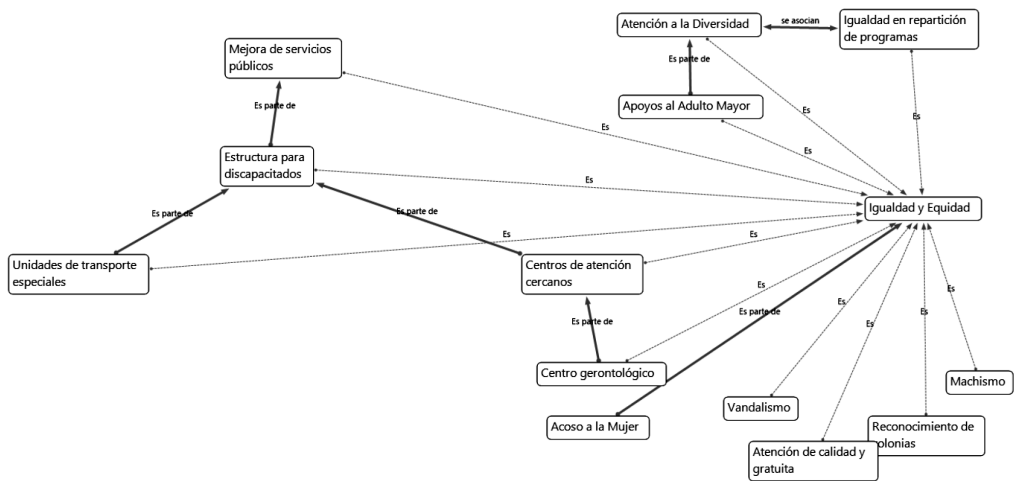 Atención a la Diversidad
se asocian
Igualdad en repartición
de programas
Mejora de servicios
públicos
Es parte de
Apoyos al Adulto Mayor
Es
Es
Es
Es
Es parte de
Estructura para
discapacitados
Es
Es parte de
Es parte de
Igualdad y Equidad
Es
Es
Unidades de transporte
especiales
Centros de atención
cercanos
Es
Es parte de
Es
Es
Es
Es parte de
Es
Centro gerontológico
Machismo
Vandalismo
Acoso a la Mujer
Reconocimiento de
colonias
Atención de calidad y
gratuita